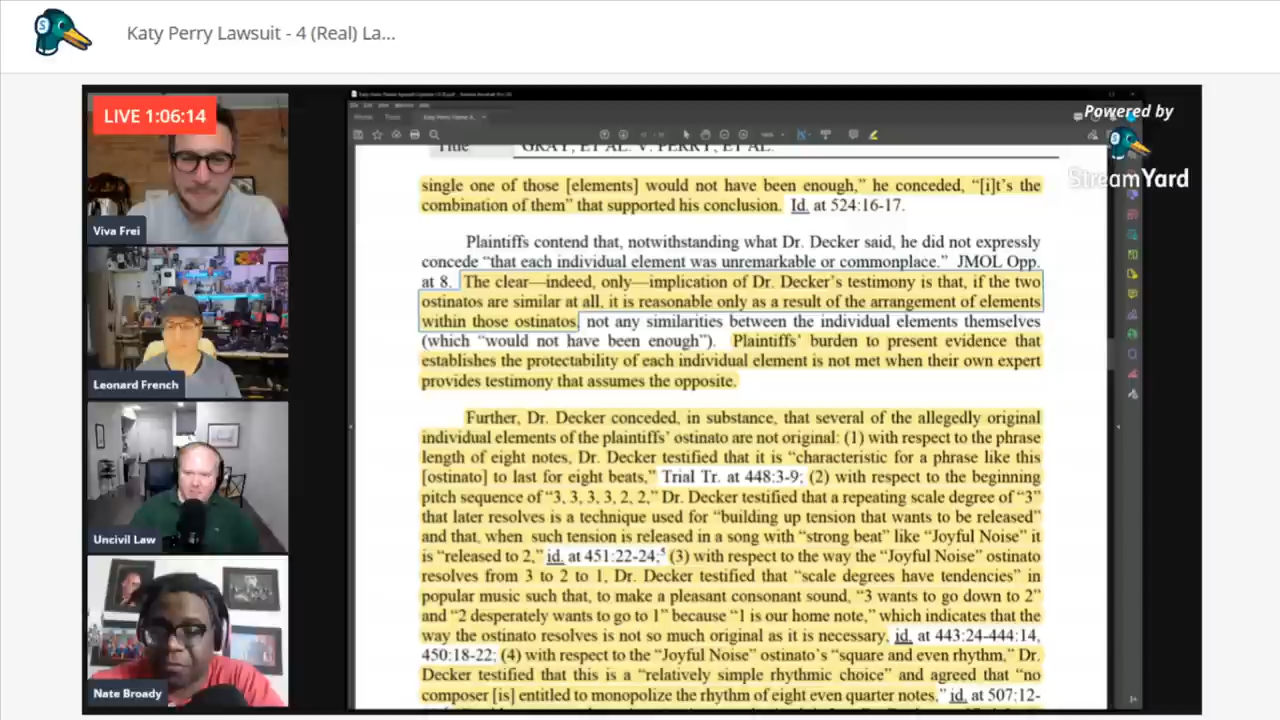 Katy Perry Lawsuit - 4 (Real) La...
LIVE 1:06:14
Viva Frei
Leonard French
Uncivil Law
Nate Broady
Powered by
StreamYard
Title GRAY, ET AL. V. PERRY, ET AL.
single one of those [elements] would not have been enough,” he conceded, “[i]t’s the
combination of them” that supported his conclusion. Id. at 524:16-17.
Plaintiffs contend that, notwithstanding what Dr. Decker said, he did not expressly
concede “that each individual element was unremarkable or commonplace.” JMOL Opp.
at 8. The clear—indeed, only—implication of Dr. Decker’s testimony is that, if the two
ostinatos are similar at all, it is reasonable only as a result of the arrangement of elements
within those ostinatos, not any similarities between the individual elements themselves
(which “would not have been enough”). Plaintiffs’ burden to present evidence that
establishes the protectability of each individual element is not met when their own expert
provides testimony that assumes the opposite.
Further, Dr. Decker conceded, in substance, that several of the allegedly original
individual elements of the plaintiffs’ ostinato are not original: (1) with respect to the phrase
length of eight notes, Dr. Decker testified that it is “characteristic for a phrase like this
[ostinato] to last for eight beats,” Trial Tr. at 448:3-9; (2) with respect to the beginning
pitch sequence of “3, 3, 3, 3, 2, 2,” Dr. Decker testified that a repeating scale degree of “3”
that later resolves is a technique used for “building up tension that wants to be released”
and that, when such tension is released in a song with “strong beat” like “Joyful Noise” it
is “released to 2,” id. at 451:22-24;⁵ (3) with respect to the way the “Joyful Noise” ostinato
resolves from 3 to 2 to 1, Dr. Decker testified that “scale degrees have tendencies” in
popular music such that, to make a pleasant consonant sound, “3 wants to go down to 2”
and “2 desperately wants to go to 1” because “1 is our home note,” which indicates that the
way the ostinato resolves is not so much original as it is necessary, id. at 443:24-444:14,
450:18-22; (4) with respect to the “Joyful Noise” ostinato’s “square and even rhythm,” Dr.
Decker testified that this is a “relatively simple rhythmic choice” and agreed that “no
composer [is] entitled to monopolize the rhythm of eight even quarter notes,” id. at 507:12-